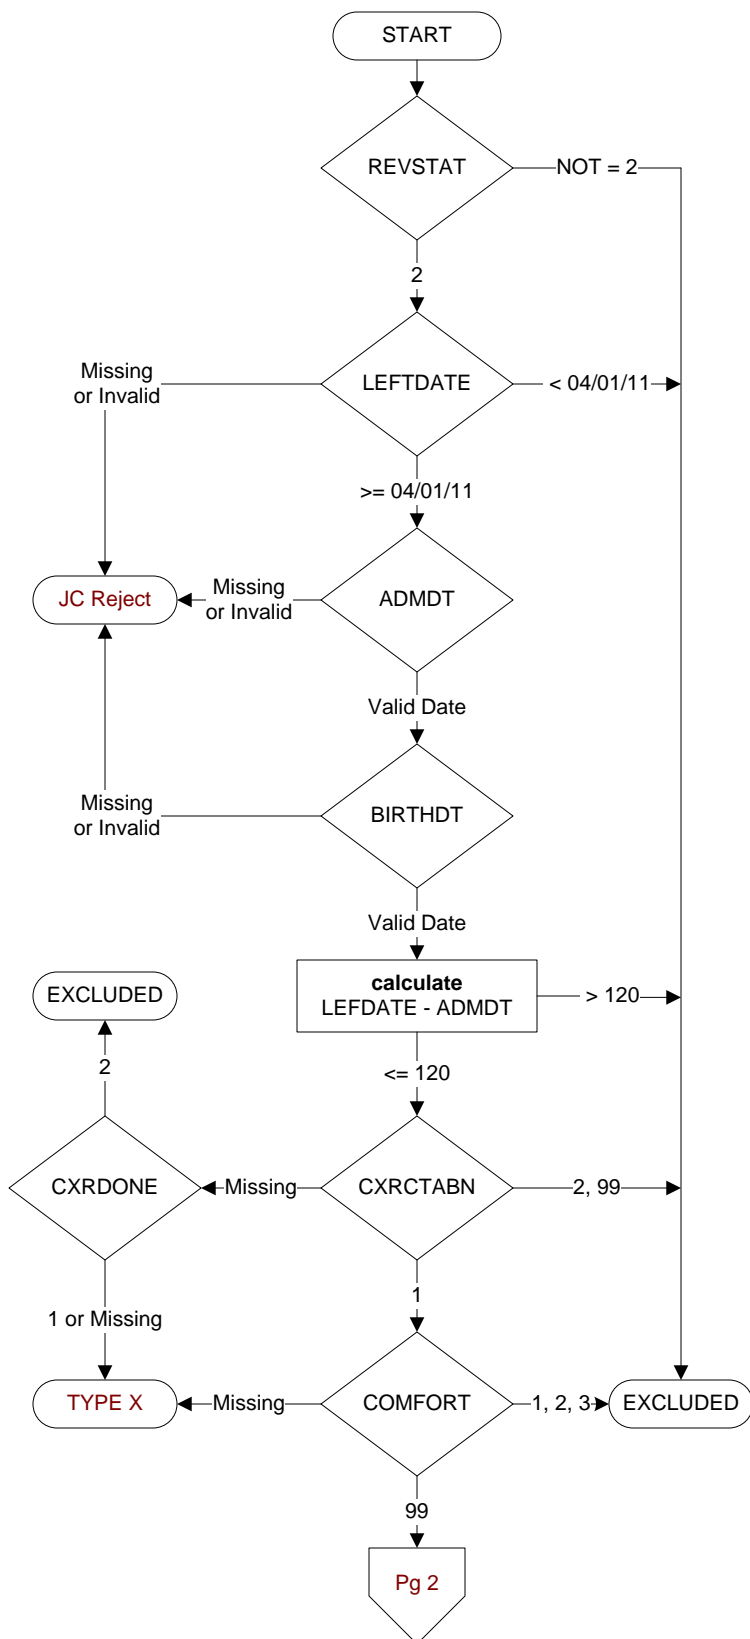 START
REVSTAT
NOT = 2
2
Missing
or Invalid
LEFTDATE
< 04/01/11
>= 04/01/11
JC Reject
Missing
or Invalid
ADMDT
Valid Date
Missing
or Invalid
BIRTHDT
Valid Date
EXCLUDED
calculate
LEFDATE - ADMDT
> 120
2
<= 120
CXRDONE
Missing
CXRCTABN
2, 99
1 or Missing
1
TYPE X
Missing
COMFORT
1, 2, 3
EXCLUDED
99
Pg 2